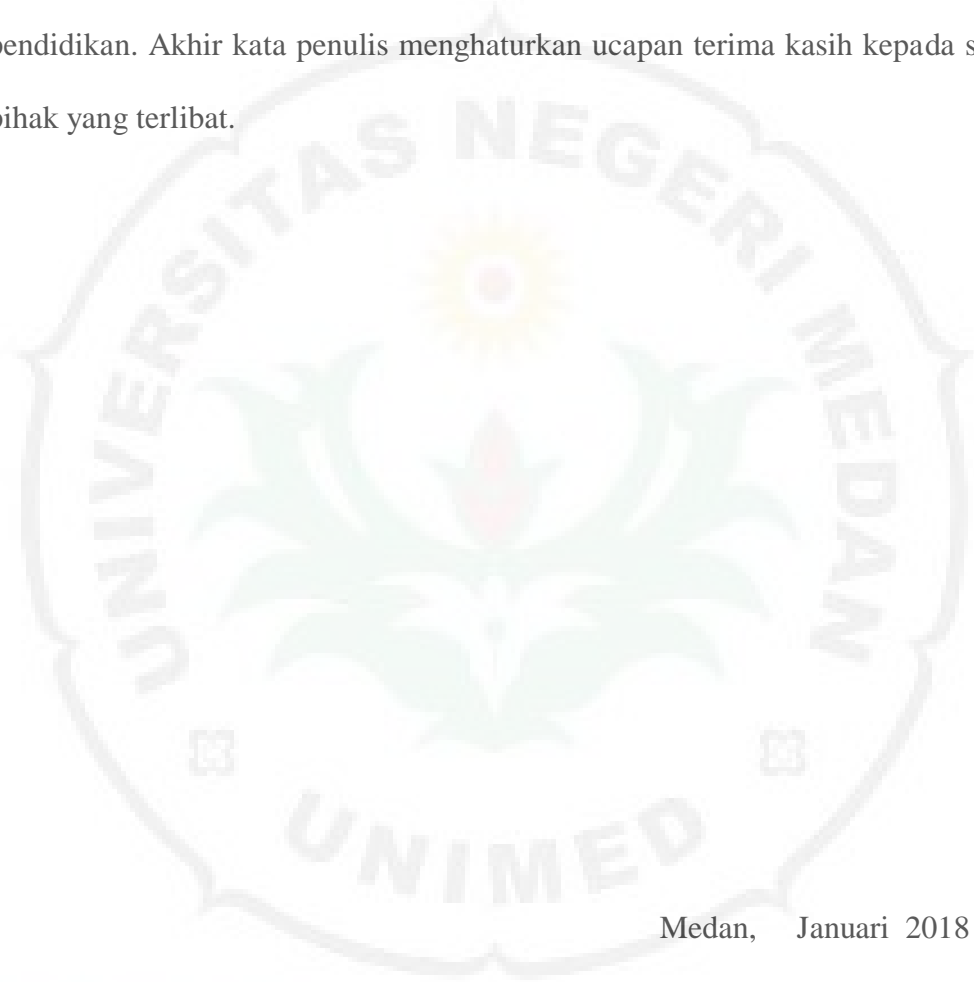 pendidikan. Akhir kata penulis menghaturkan ucapan terima kasih kepada
pihak yang terlibat.
UNIVERSITAS NEGERI MEDAN
UNIMED
Medan, Januari 2018